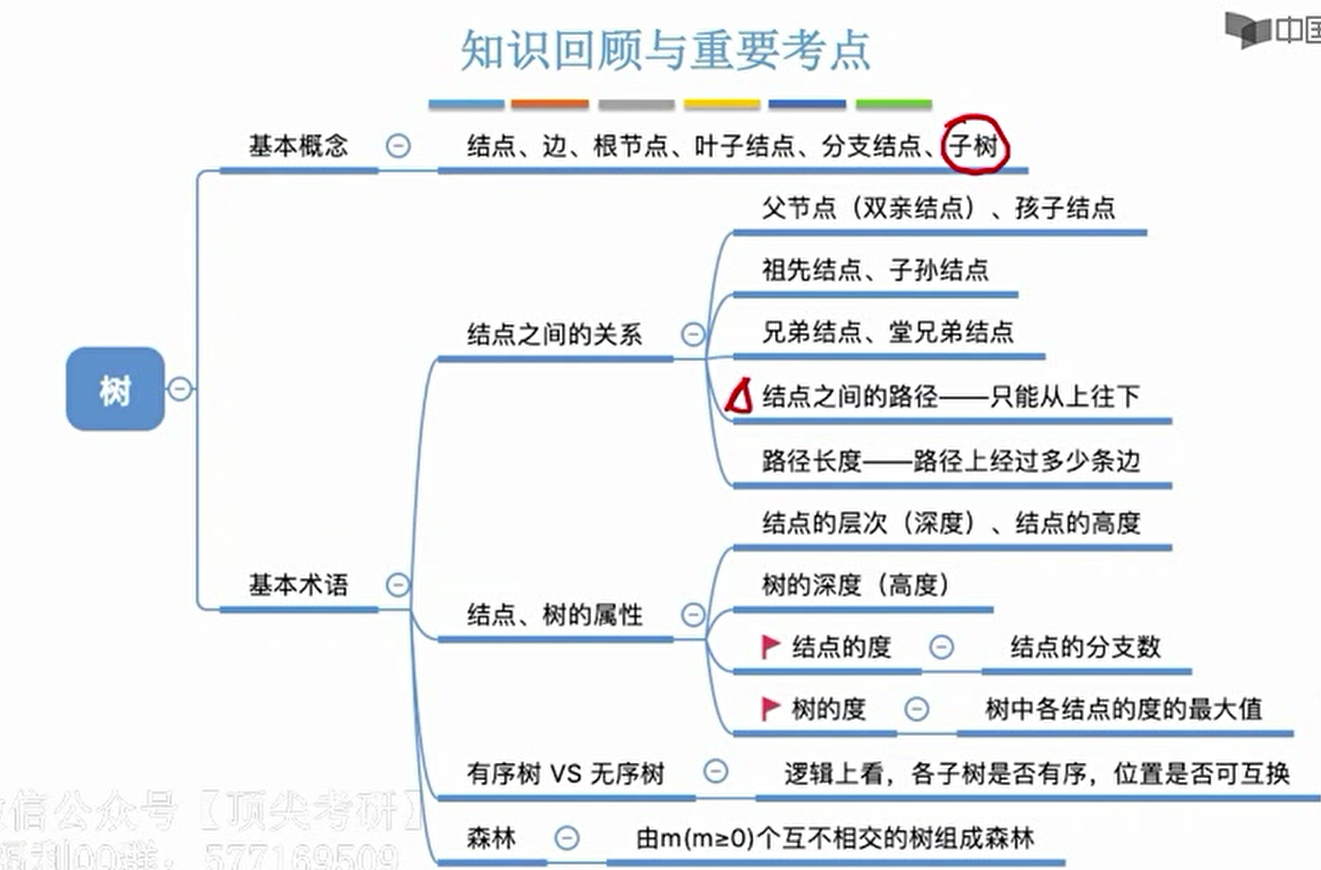 知识回顾与重要考点
中国
基本概念
结点、边、根节点、叶子结点、分支结点、子树
父节点（双亲结点）、孩子结点
祖先结点、子孙结点
结点之间的关系
兄弟结点、堂兄弟结点
树
结点之间的路径——只能从上往下
路径长度——路径上经过多少条边
结点的层次（深度）、结点的高度
基本术语
树的深度（高度）
结点、树的属性
结点的度
结点的分支数
树的度
树中各结点的度的最大值
有序树 VS 无序树
逻辑上看，各子树是否有序，位置是否可互换
森林
由m(m≥0)个互不相交的树组成森林
信公众号【顶尖考研】
福利QQ群：577169509